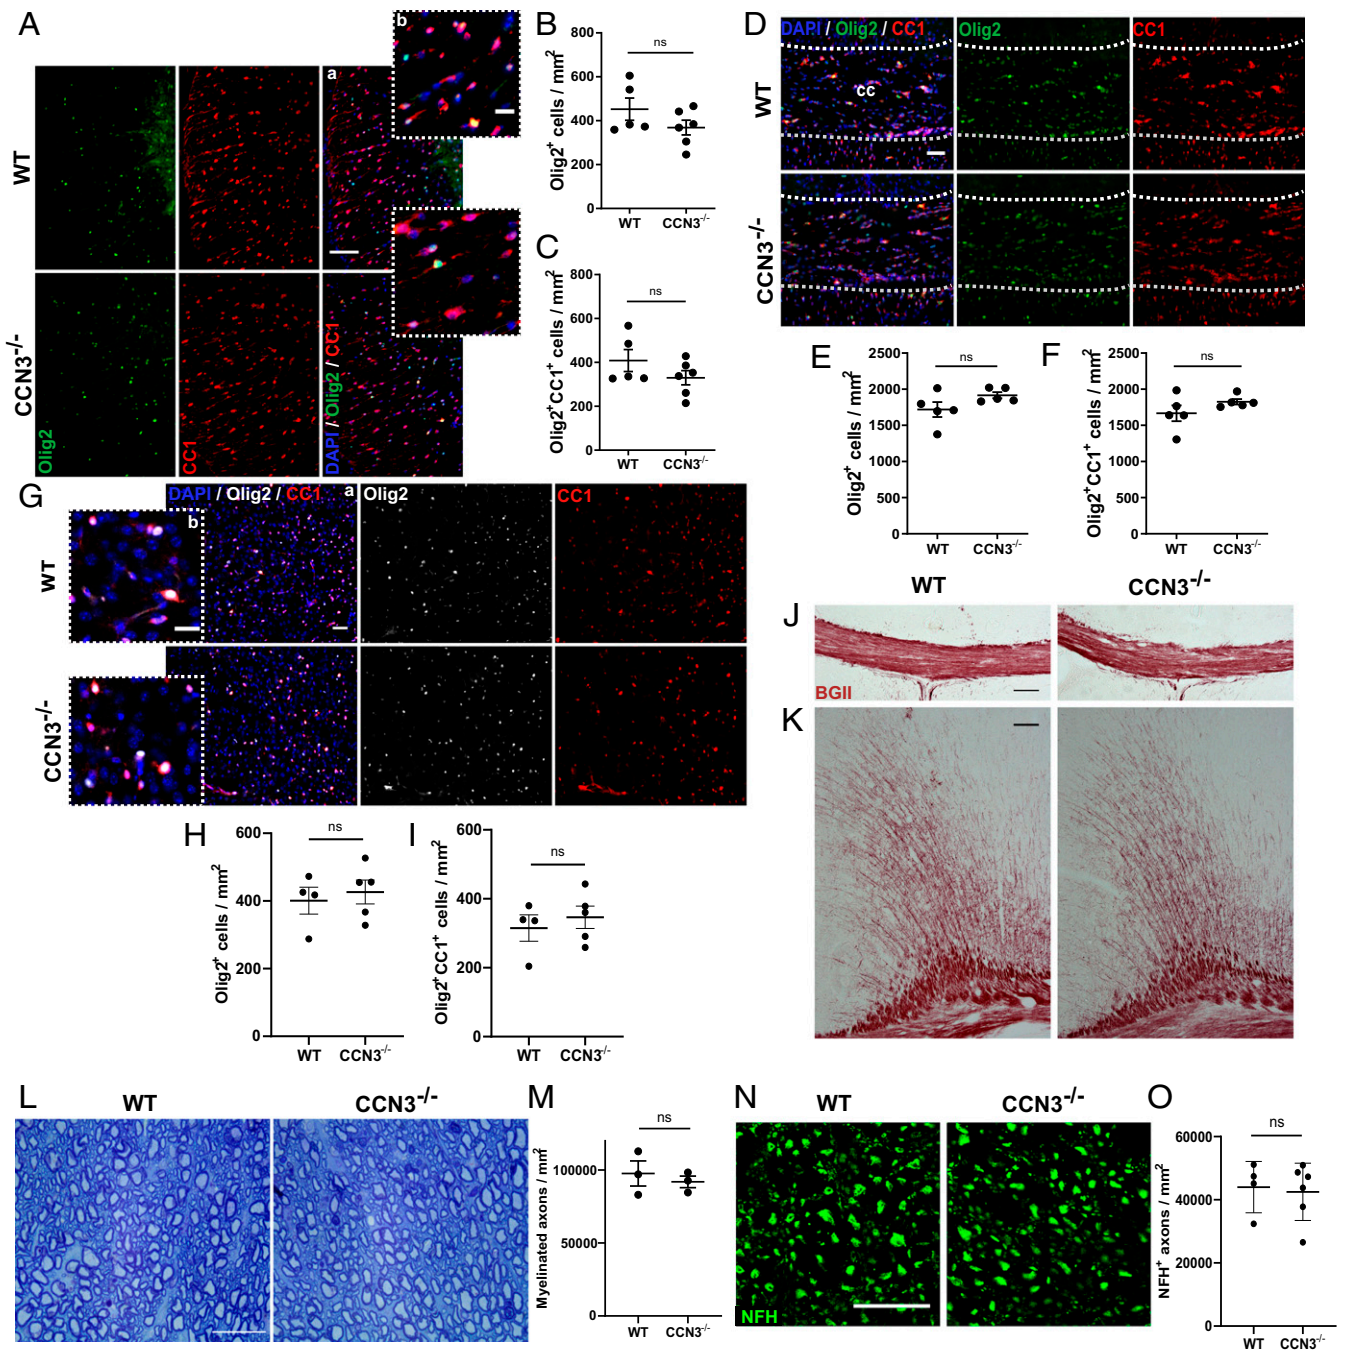 A
WT
CCN3-/-
Olig2
CC1
DAPI / Olig2 / CC1
a
b
B
Olig2+ cells / mm2
800
600
400
200
0
ns
WT CCN3-/-
C
Olig2+CC1+ cells / mm2
800
600
400
200
0
ns
WT CCN3-/-
D
DAPI / Olig2 / CC1
Olig2
CC1
cc
WT
CCN3-/-
E
Olig2+ cells / mm2
2500
2000
1500
1000
500
0
ns
WT CCN3-/-
F
Olig2+CC1+ cells / mm2
2500
2000
1500
1000
500
0
ns
WT CCN3-/-
G
DAPI / Olig2 / CC1
a
Olig2
CC1
b
WT
CCN3-/-
H
Olig2+ cells / mm2
600
400
200
0
ns
WT CCN3-/-
I
Olig2+CC1+ cells / mm2
600
400
200
0
ns
WT CCN3-/-
WT CCN3-/-
J
BGII
K
L
WT CCN3-/-
M
Myelinated axons / mm2
100000
50000
0
ns
WT CCN3-/-
N
WT CCN3-/-
NFH
O
NFH+ axons / mm2
60000
40000
20000
0
ns
WT CCN3-/-